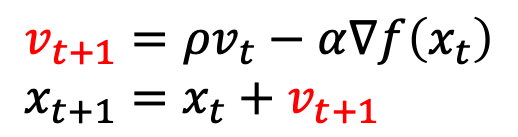 v_{t+1} = ρv_t − α∇f(x_t)
x_{t+1} = x_t + v_{t+1}